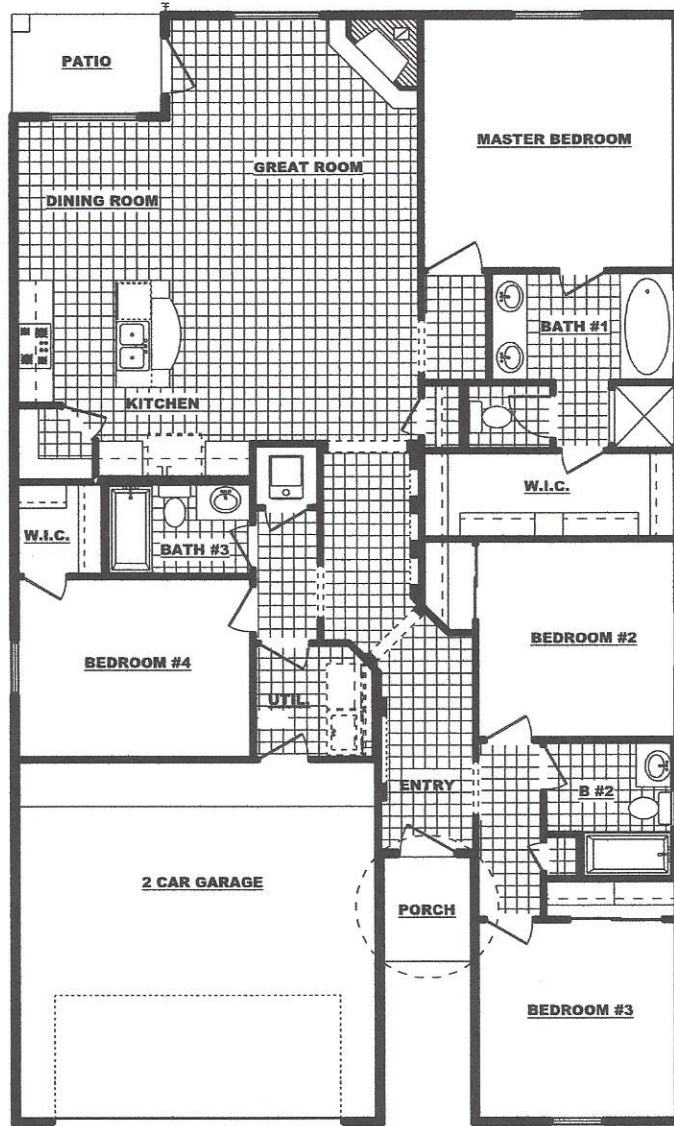 PATIO
MASTER BEDROOM
GREAT ROOM
DINING ROOM
BATH #1
KITCHEN
W.I.C.
W.I.C.
BATH #3
BEDROOM #2
BEDROOM #4
UTIL.
ENTRY
B #2
2 CAR GARAGE
PORCH
BEDROOM #3